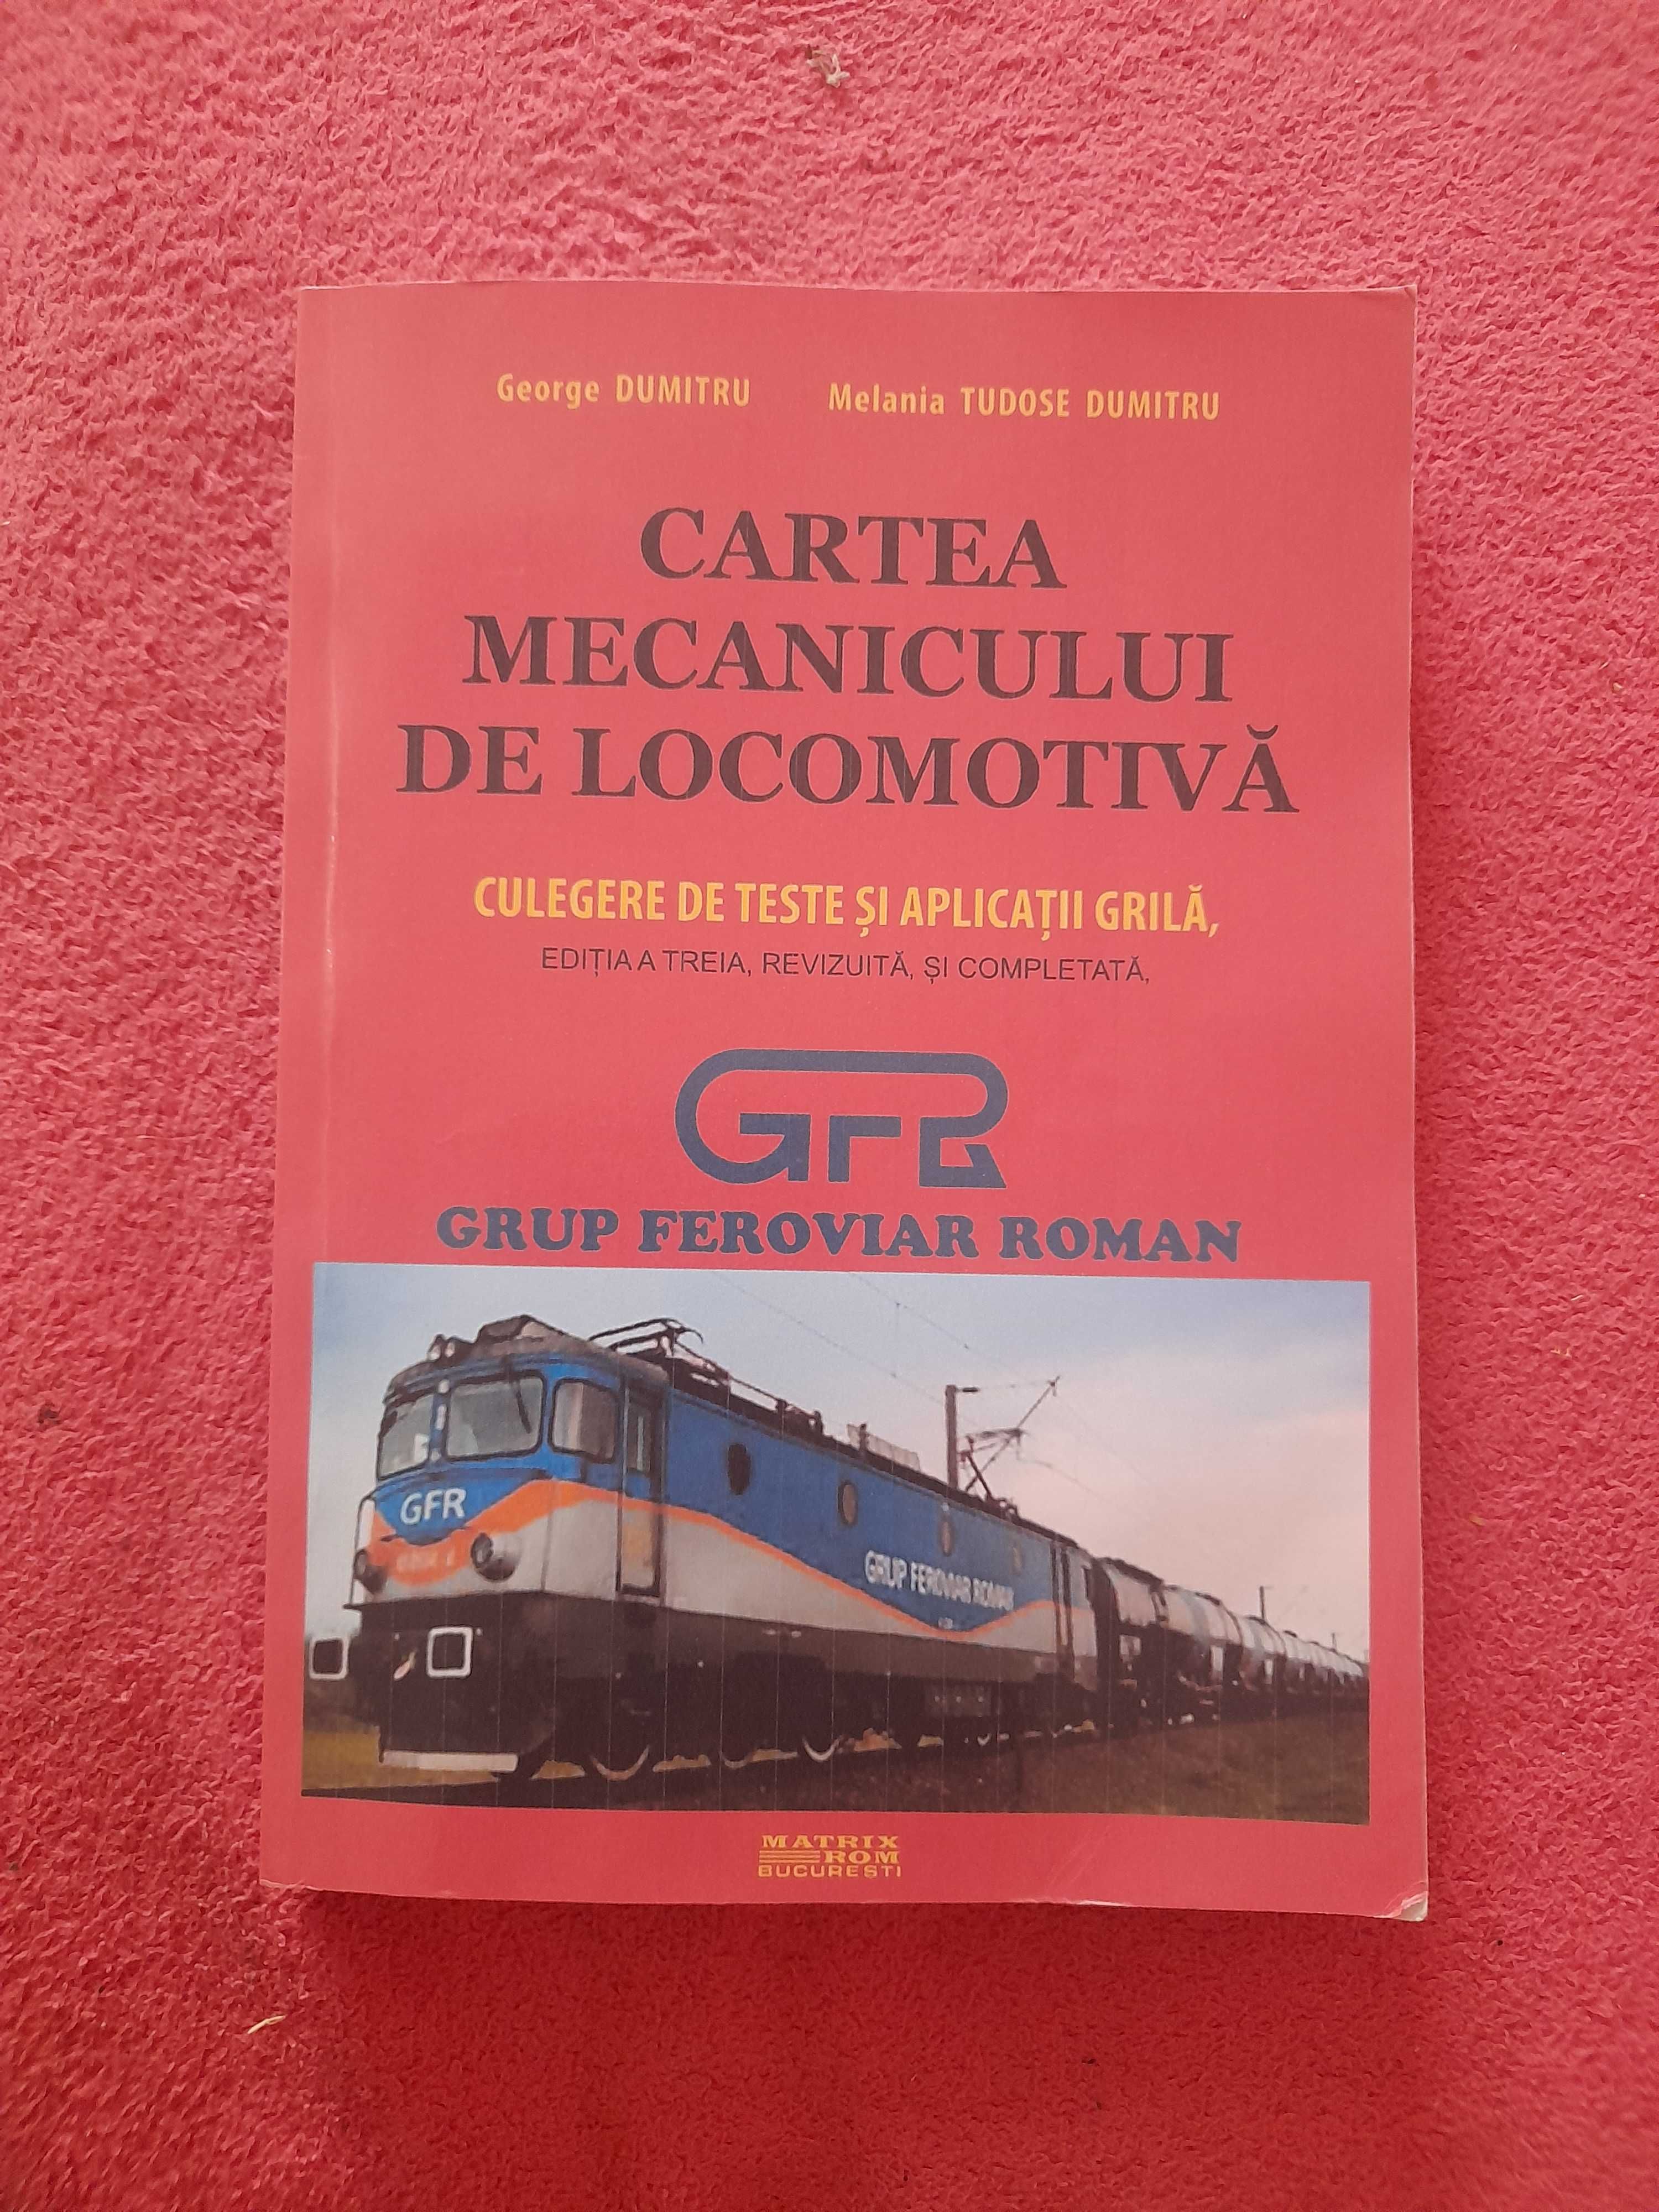 George DUMITRU Melania TUDOSE DUMITRU
CARTEA
MECANICULUI
DE LOCOMOTIVĂ
CULEGERE DE TESTE ȘI APLICAȚII GRILĂ,
EDIȚIA A TREIA, REVIZUITĂ, ȘI COMPLETATĂ,
GFR
GRUP FEROVIAR ROMAN
GFR
GRUP FEROVIAR ROMAN
MATRIX
ROM
BUCUREȘTI